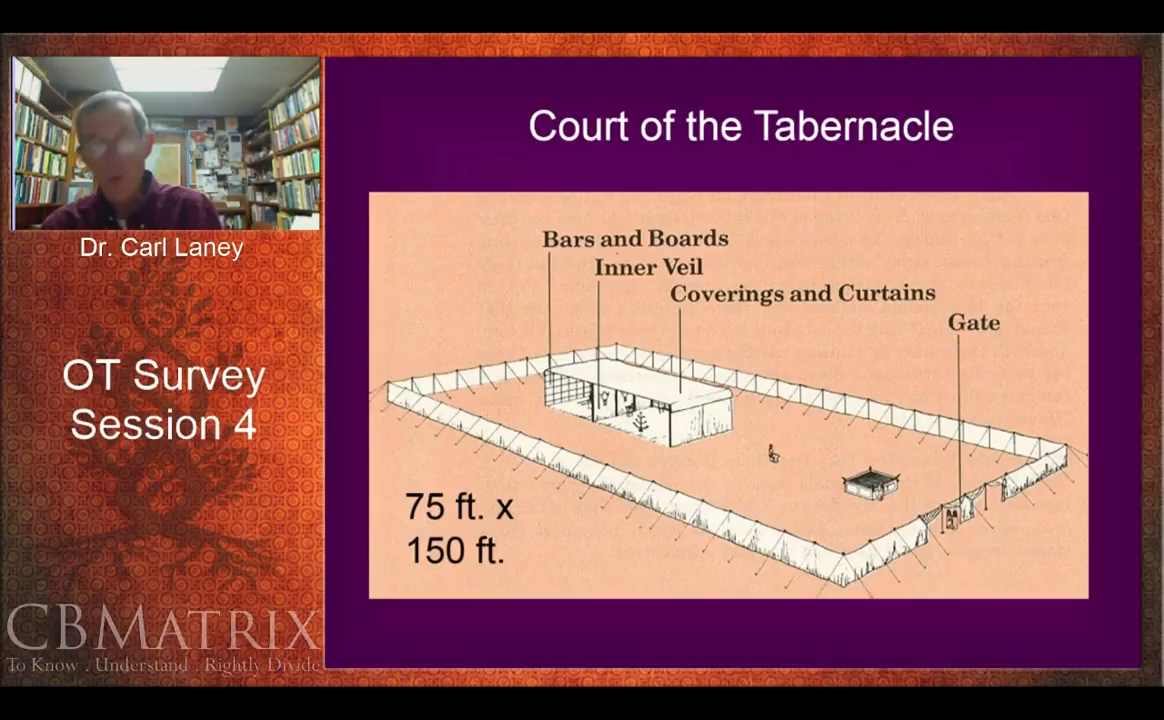 Court of the Tabernacle
Dr. Carl Laney
Bars and Boards
Inner Veil
Coverings and Curtains
Gate
OT Survey
Session 4
75 ft. x
150 ft.
CBMATRIX
To Know . Understand . Rightly Divide